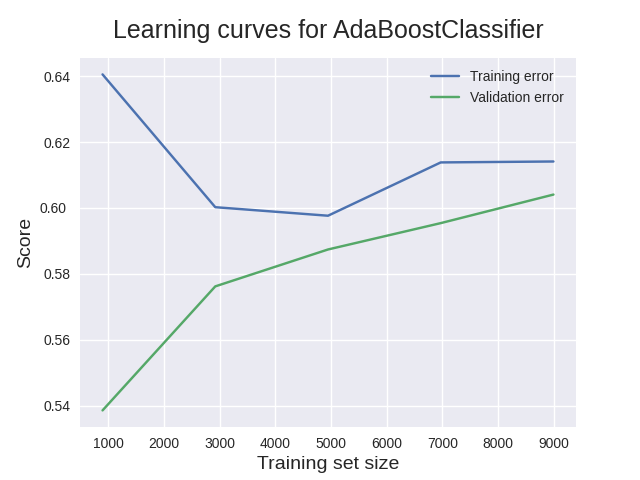 Learning curves for AdaBoostClassifier
Training error
Validation error
0.64
0.62
0.60
0.58
0.56
0.54
Score
1000 2000 3000 4000 5000 6000 7000 8000 9000
Training set size